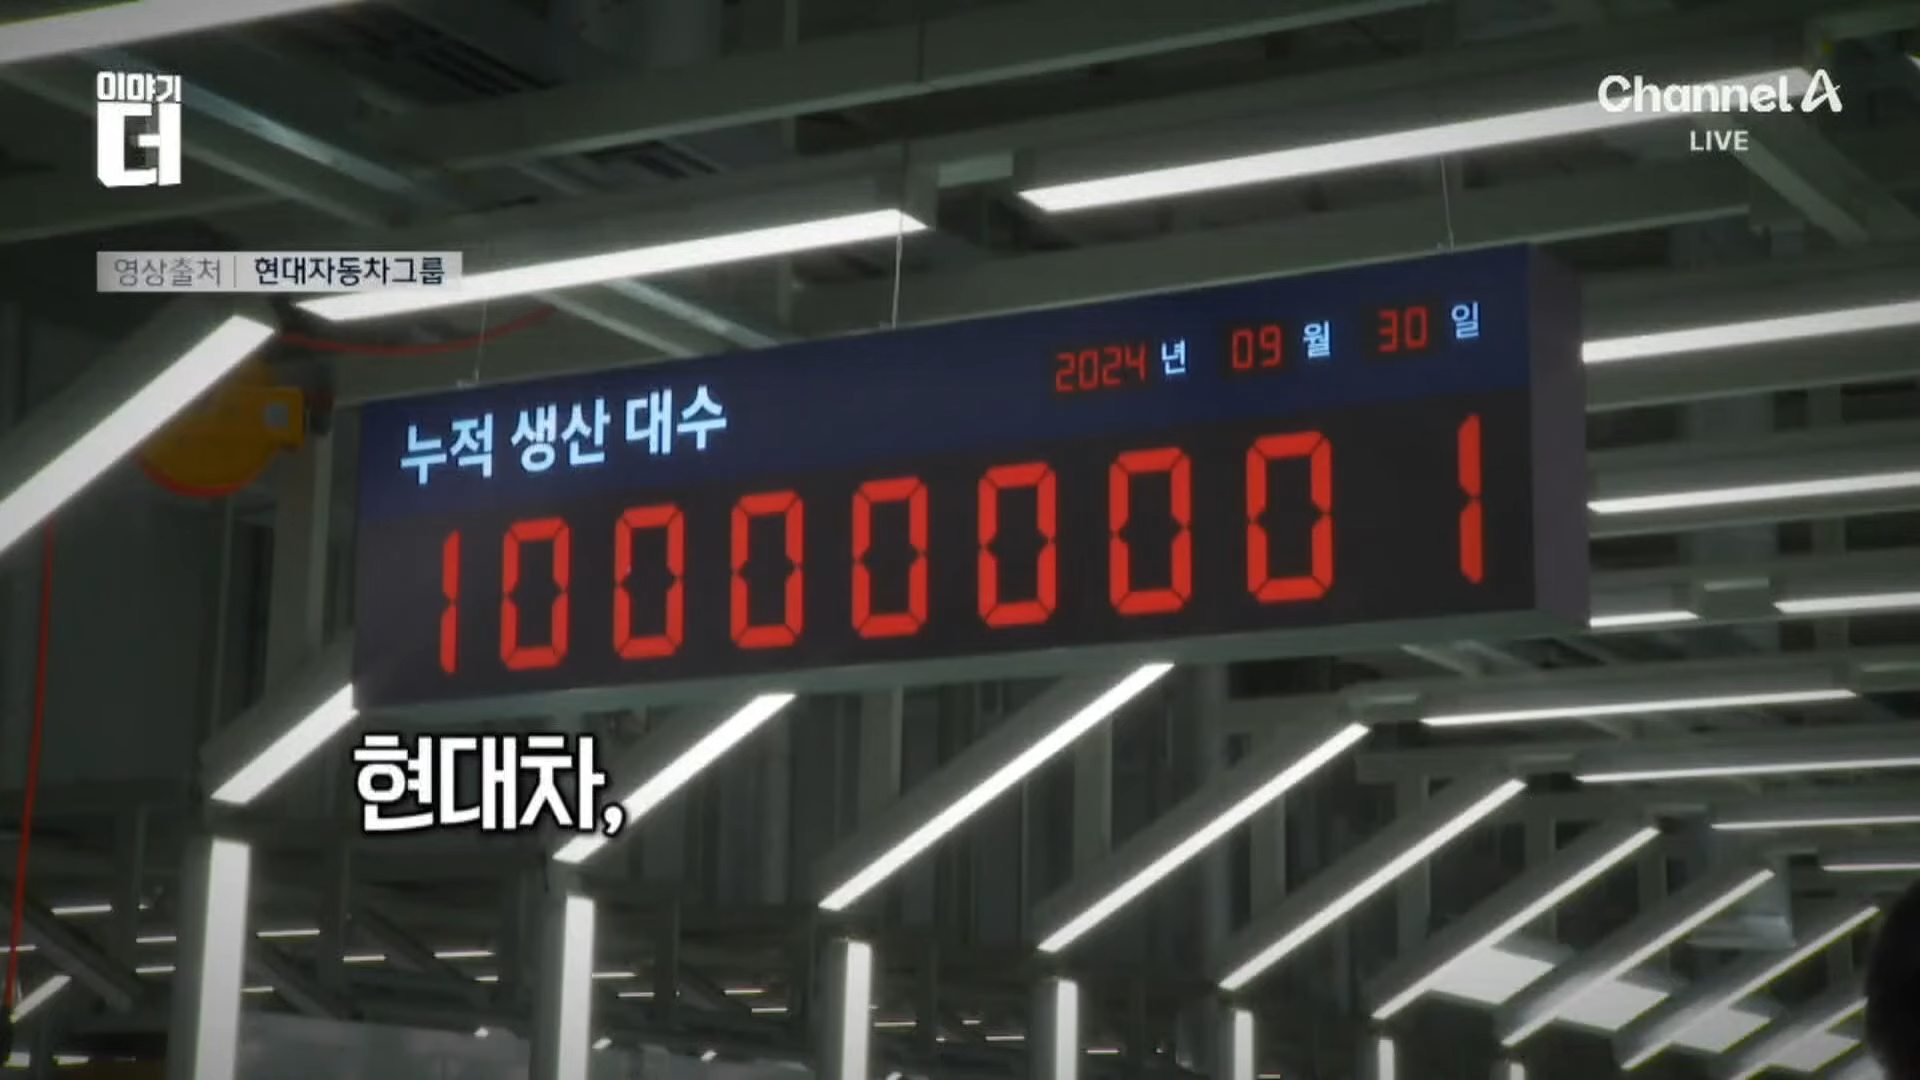 이야기
더
Channel A
LIVE
영상출처 | 현대자동차그룹
2024 년 09 월 30 일
누적 생산 대수
100000001
현대차,